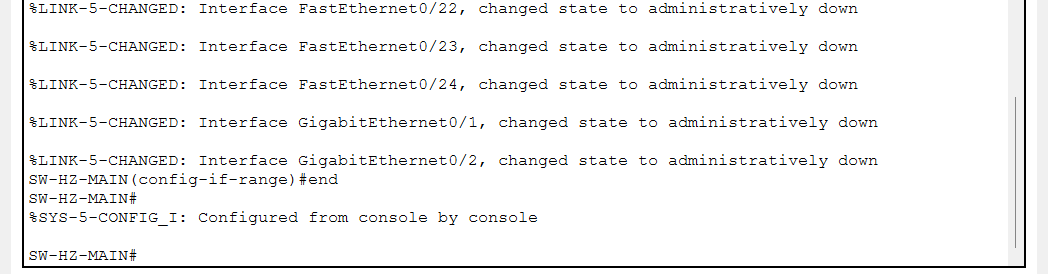 %LINK-5-CHANGED: Interface FastEthernet0/22, changed state to administratively down
%LINK-5-CHANGED: Interface FastEthernet0/23, changed state to administratively down
%LINK-5-CHANGED: Interface FastEthernet0/24, changed state to administratively down
%LINK-5-CHANGED: Interface GigabitEthernet0/1, changed state to administratively down
%LINK-5-CHANGED: Interface GigabitEthernet0/2, changed state to administratively down
SW-HZ-MAIN(config-if-range)#end
SW-HZ-MAIN#
%SYS-5-CONFIG_I: Configured from console by console
SW-HZ-MAIN#